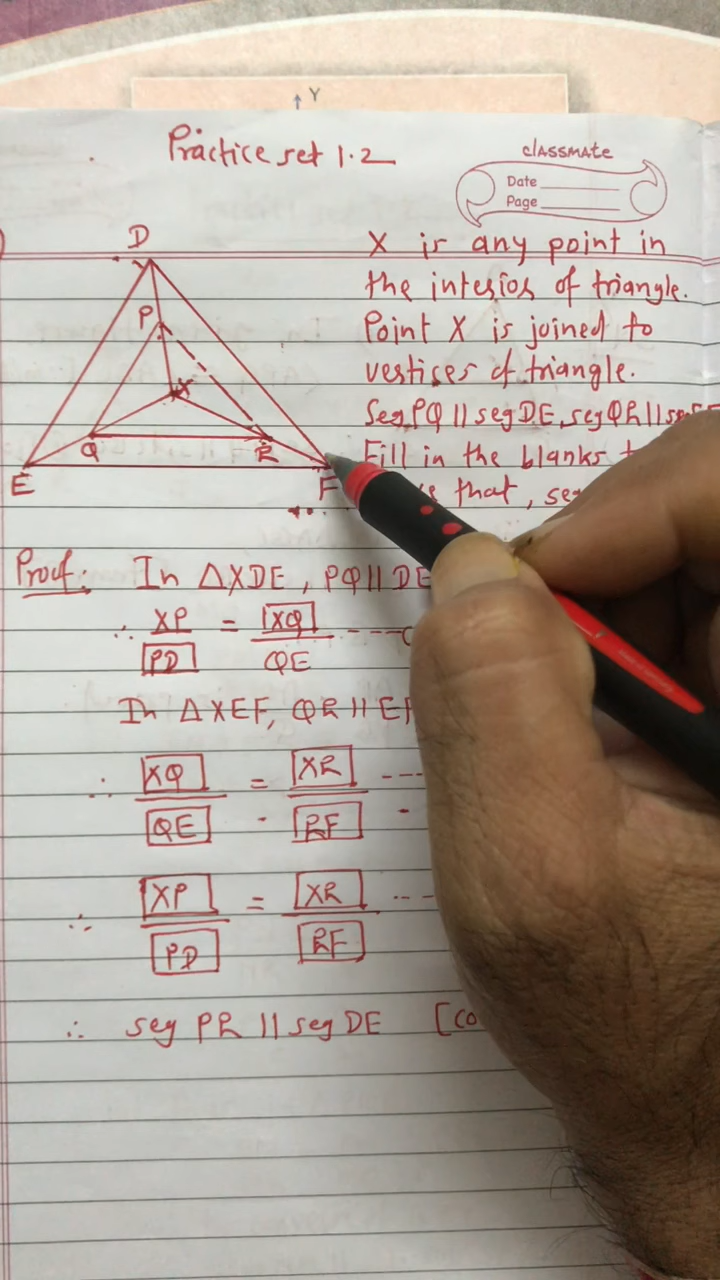 Y
Practice set 1.2
classmate
Date
Page
D
P
X
Q
R
E
F
X is any point in
the interior of triangle.
Point X is joined to
vertices of triangle.
Seg PQ || seg DE, seg QR ||
Fill in the blanks
that,
Proof: In △XDE, PQ || DE
∴ XP / PD = XQ / QE ---
In △XEF, QR || EF
∴ XQ / QE = XR / RF ---
∴ XP / PD = XR / RF ---
∴ seg PR || seg DE [co